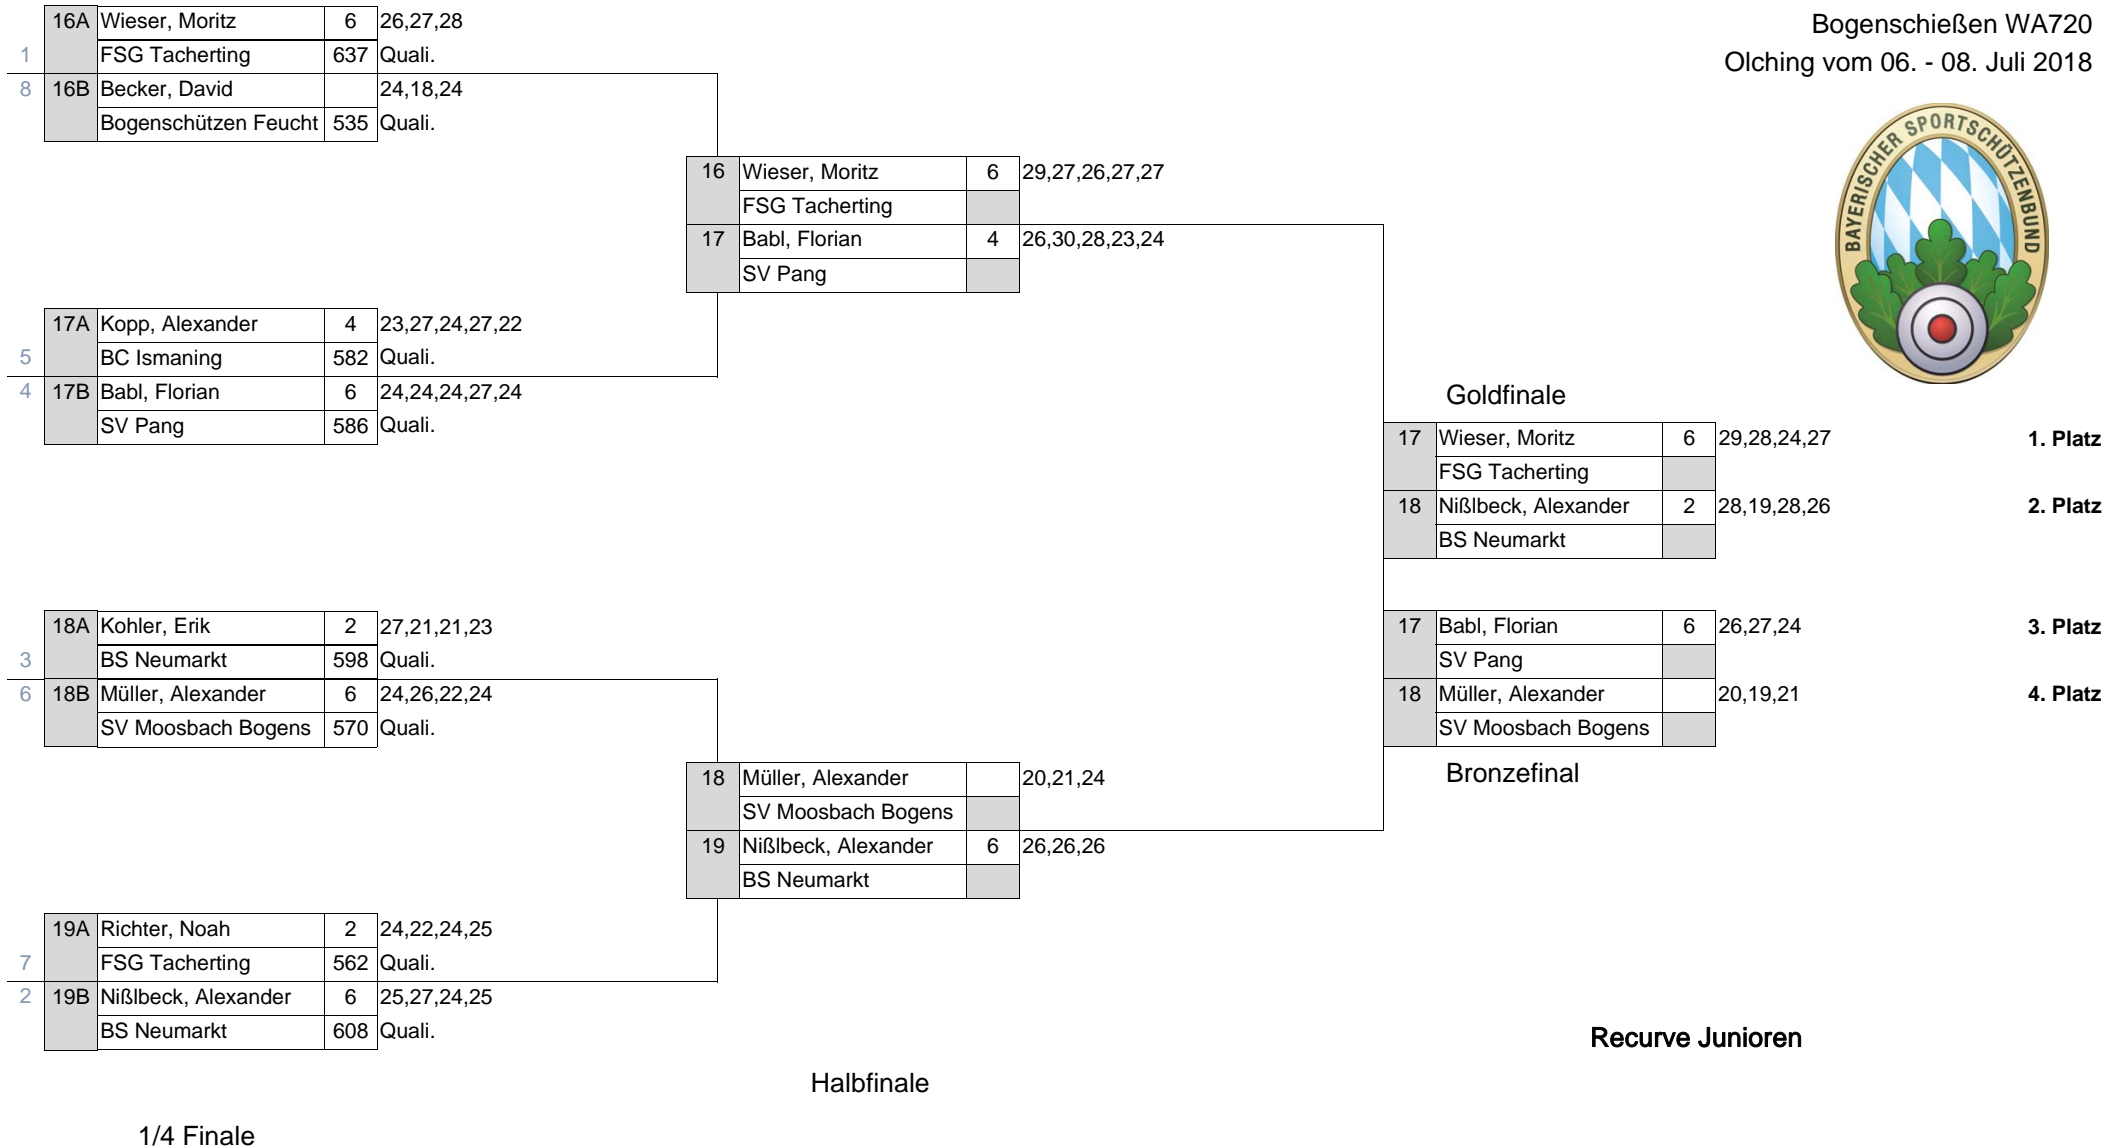 Bogenschießen WA720
Olching vom 06. - 08. Juli 2018
BAYERISCHER SPORTSCHÜTZENBUND
16A Wieser, Moritz 6 26,27,28
1 FSG Tacherting 637 Quali.
8 16B Becker, David 24,18,24
Bogenschützen Feucht 535 Quali.
17A Kopp, Alexander 4 23,27,24,27,22
5 BC Ismaning 582 Quali.
4 17B Babl, Florian 6 24,24,24,27,24
SV Pang 586 Quali.
18A Kohler, Erik 2 27,21,21,23
3 BS Neumarkt 598 Quali.
6 18B Müller, Alexander 6 24,26,22,24
SV Moosbach Bogens 570 Quali.
19A Richter, Noah 2 24,22,24,25
7 FSG Tacherting 562 Quali.
2 19B Nißlbeck, Alexander 6 25,27,24,25
BS Neumarkt 608 Quali.
1/4 Finale
16 Wieser, Moritz 6 29,27,26,27,27
FSG Tacherting
17 Babl, Florian 4 26,30,28,23,24
SV Pang
18 Müller, Alexander 20,21,24
SV Moosbach Bogens
19 Nißlbeck, Alexander 6 26,26,26
BS Neumarkt
Halbfinale
Goldfinale
17 Wieser, Moritz 6 29,28,24,27 1. Platz
FSG Tacherting
18 Nißlbeck, Alexander 2 28,19,28,26 2. Platz
BS Neumarkt
17 Babl, Florian 6 26,27,24 3. Platz
SV Pang
18 Müller, Alexander 20,19,21 4. Platz
SV Moosbach Bogens
Bronzefinal
Recurve Junioren